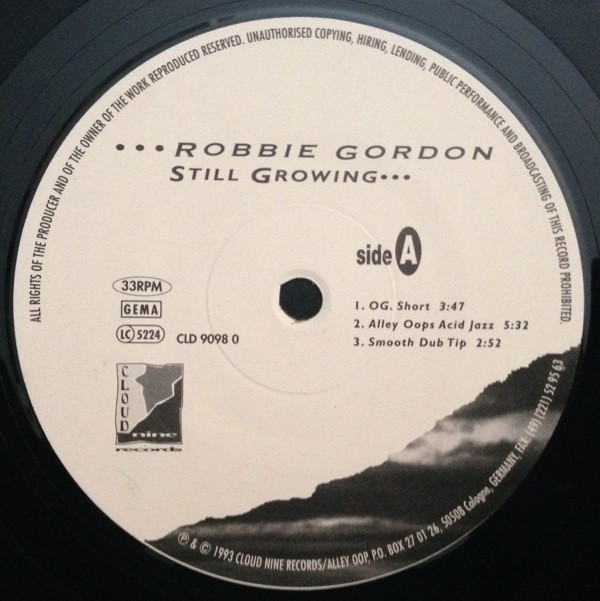 ALL RIGHTS OF THE PRODUCER AND OF THE OWNER OF THE WORK REPRODUCED RESERVED. UNAUTHORISED COPYING, HIRING, LENDING, PUBLIC PERFORMANCE AND BROADCASTING OF THIS RECORD PROHIBITED.
•••ROBBIE GORDON
STILL GROWING•••
side A
33RPM
GEMA
LC 5224
CLD 9098 0
1. OG. Short 3:47
2. Alley Oops Acid Jazz 5:32
3. Smooth Dub Tip 2:52
CLOUD
nine
records
Ⓟ & © 1993 CLOUD NINE RECORDS/ALLEY OOP, P.O. BOX 27 01 26, 50508 Cologne, GERMANY, FAX: (49) (221) 52 95 63